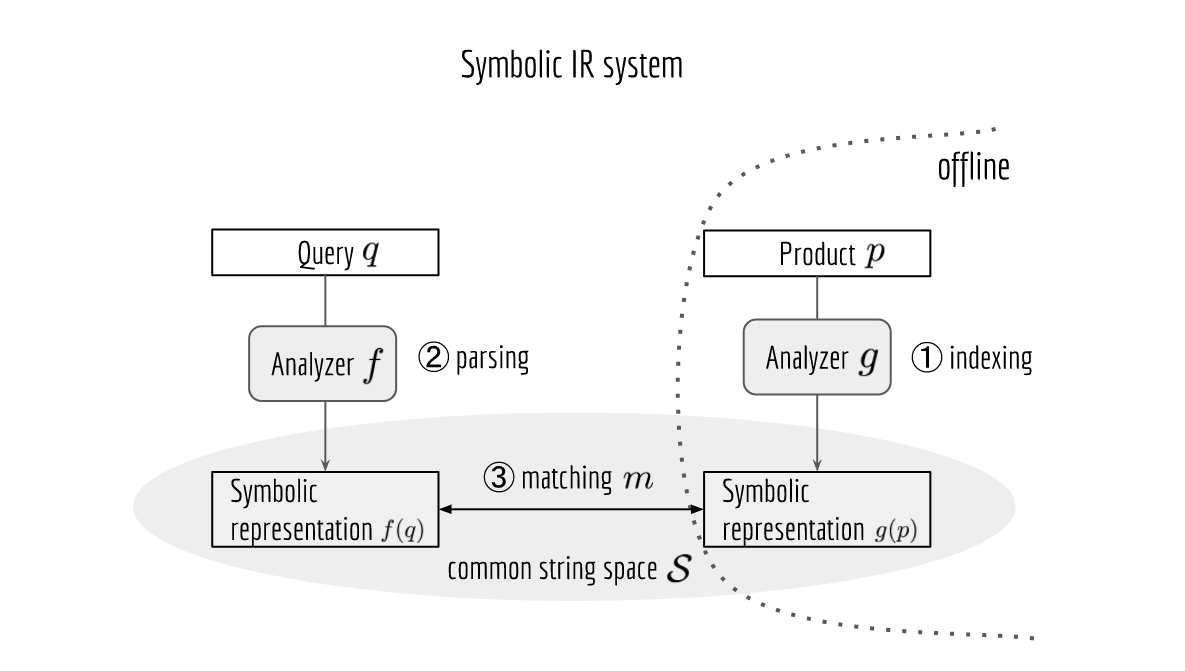 Symbolic IR system
offline
Query q
Product p
Analyzer f
② parsing
Analyzer g
① indexing
Symbolic
representation f(q)
③ matching m
Symbolic
representation g(p)
common string space 𝒮